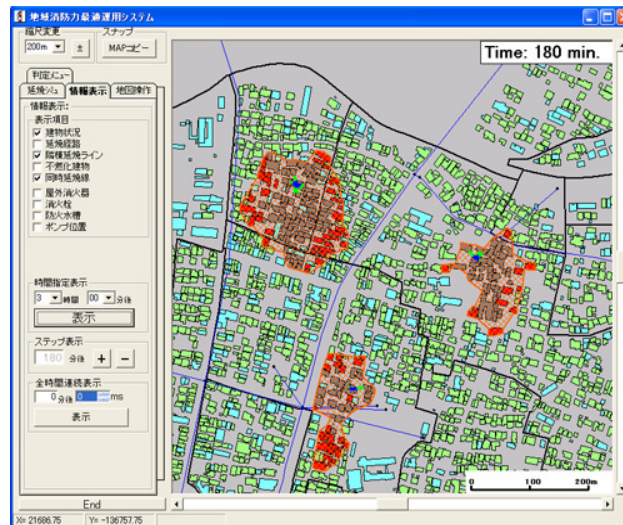 地域消防力最適運用システム
縮尺変更
スナップ
200m
±
MAPコピー
Time: 180 min.
判定メニュー
延焼シミュ
情報表示
地図操作
情報表示:
表示項目
建物状況
延焼経路
隣棟延焼ライン
不燃化建物
同時延焼線
屋外消火器
消火栓
防火水槽
ポンプ位置
時間指定表示
3 時間 00 分後
表示
ステップ表示
180 分後 + −
全時間連続表示
0 分後 0 ms
表示
0 100 200m
End
X= 21686.75 Y= -136757.75